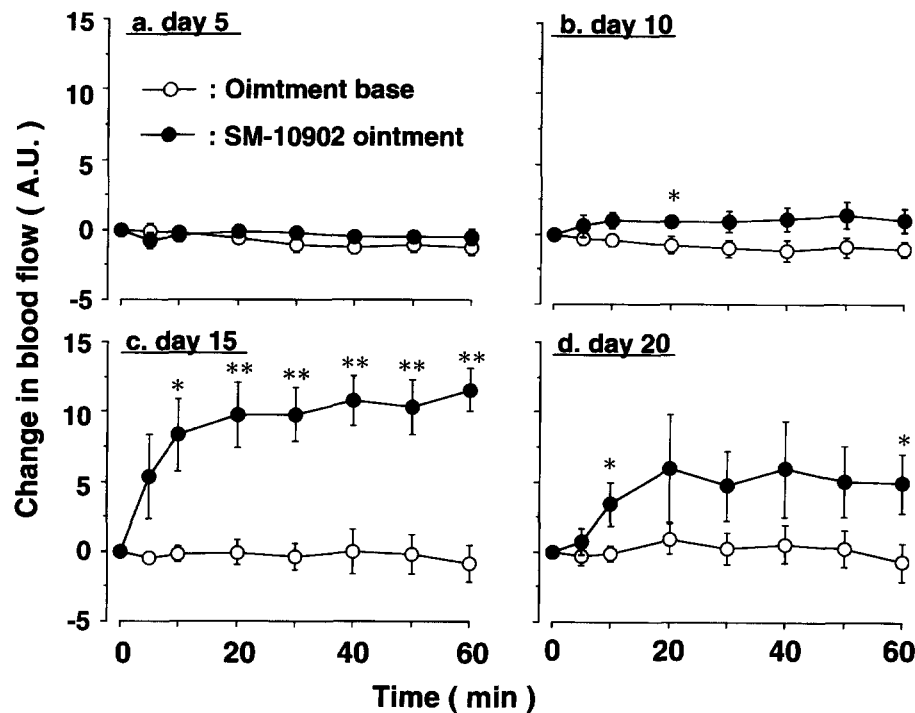 a. day 5
b. day 10
: Oimtment base
: SM-10902 ointment
15
10
5
0
-5
*
c. day 15
d. day 20
15
10
5
0
-5
* ** ** ** ** **
* *
0 20 40 60
0 20 40 60
Time ( min )
Change in blood flow ( A.U. )